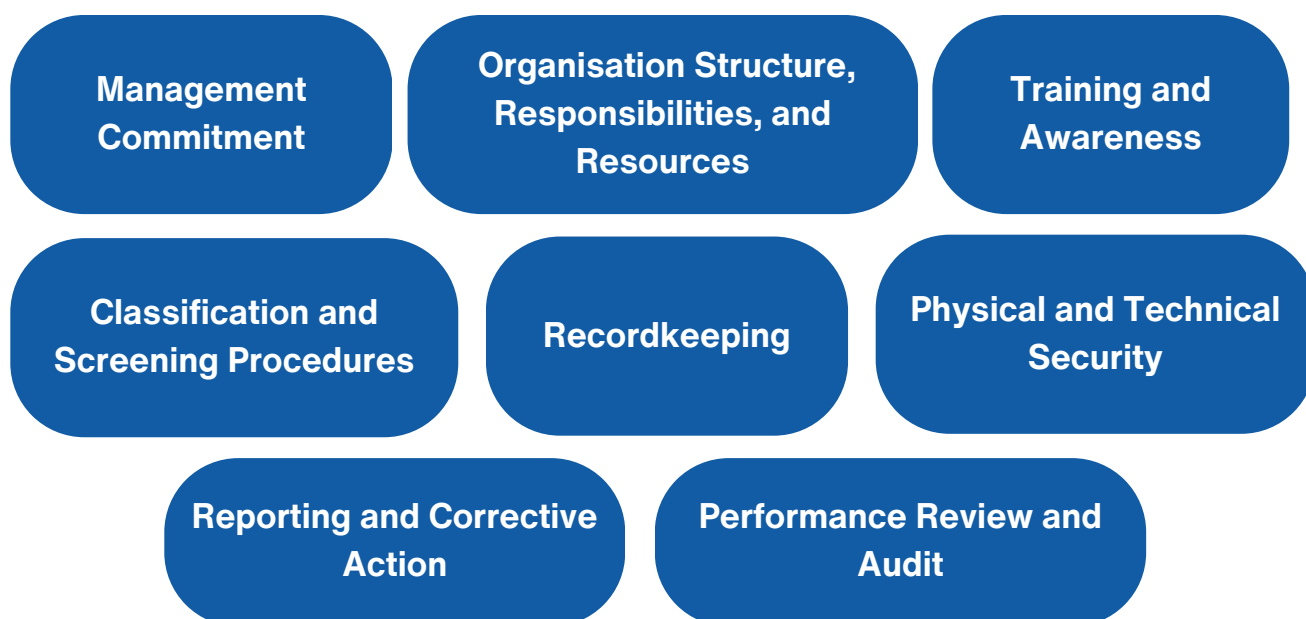 Management
Commitment
Organisation Structure,
Responsibilities, and
Resources
Training and
Awareness
Classification and
Screening Procedures
Recordkeeping
Physical and Technical
Security
Reporting and Corrective
Action
Performance Review and
Audit